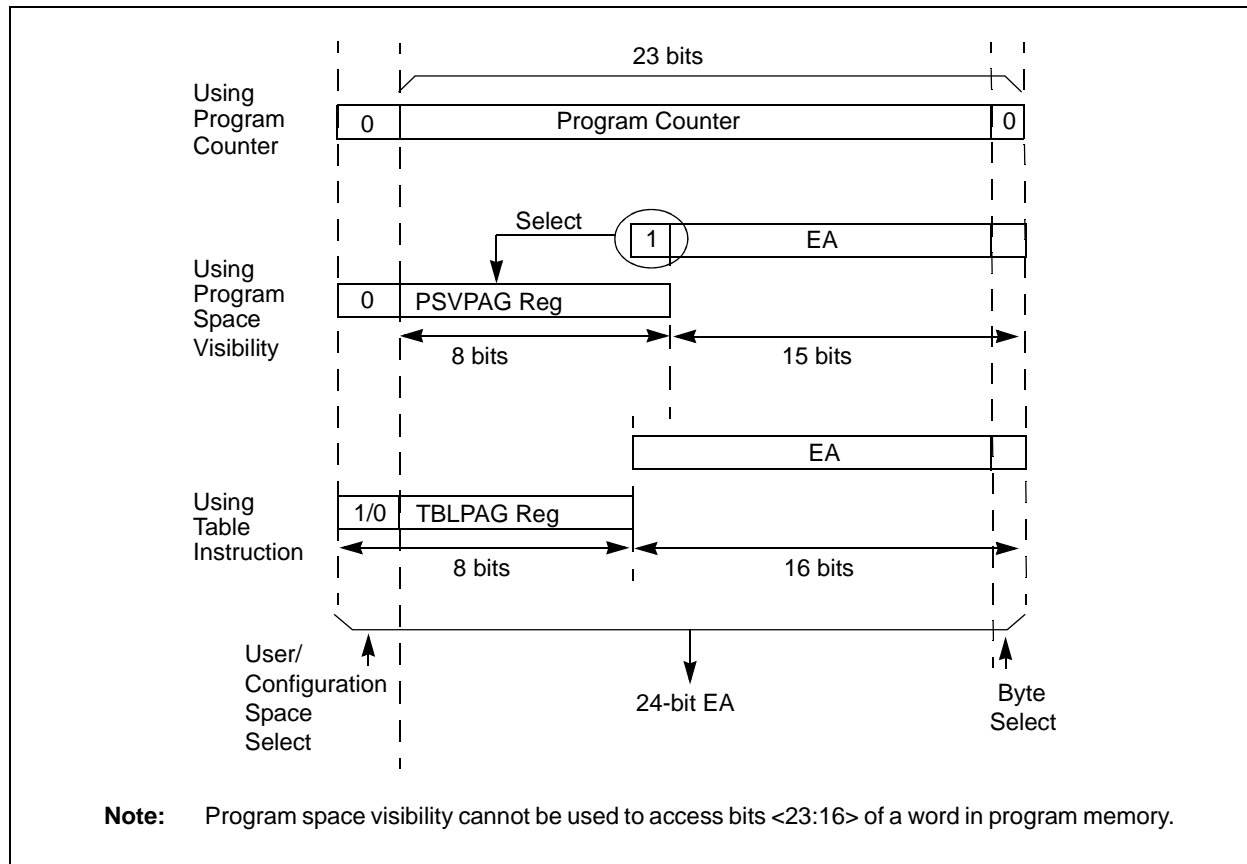 23 bits
Using
Program
Counter
0
Program Counter
0
Select
1
EA
Using
Program
Space
Visibility
0
PSVPAG Reg
8 bits
15 bits
EA
Using
Table
Instruction
1/0
TBLPAG Reg
8 bits
16 bits
User/
Configuration
Space
Select
24-bit EA
Byte
Select
Note: Program space visibility cannot be used to access bits <23:16> of a word in program memory.